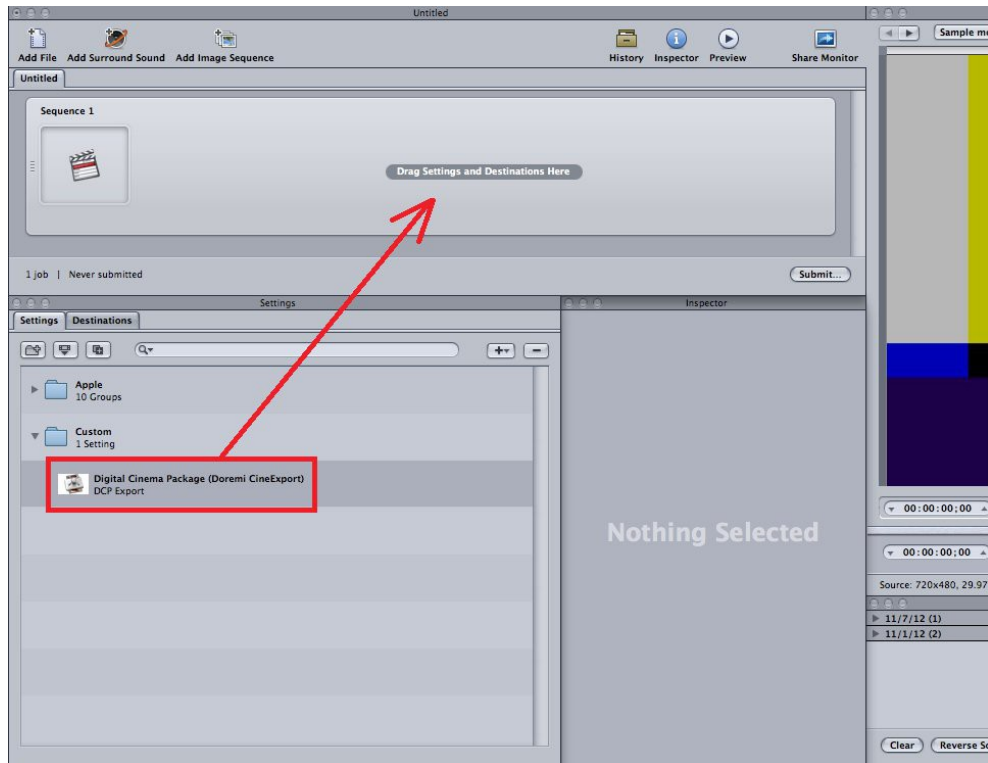 Untitled
Add File Add Surround Sound Add Image Sequence
History Inspector Preview Share Monitor
Untitled
Sequence 1
Drag Settings and Destinations Here
1 job | Never submitted
Submit...
Settings
Settings Destinations
Apple
10 Groups
Custom
1 Setting
Digital Cinema Package (Doremi CineExport)
DCP Export
Inspector
Nothing Selected
Sample m
00:00:00;00
00:00:00;00
Source: 720x480, 29.97
11/7/12 (1)
11/1/12 (2)
Clear Reverse S